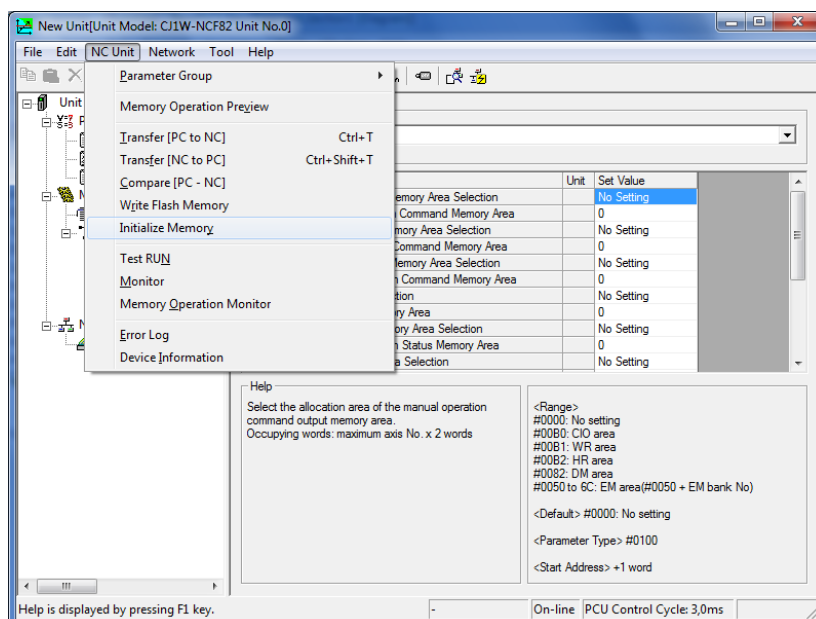 New Unit[Unit Model: CJ1W-NCF82 Unit No.0]
File Edit NC Unit Network Tool Help
Parameter Group
Memory Operation Preview
Transfer [PC to NC] Ctrl+T
Transfer [NC to PC] Ctrl+Shift+T
Compare [PC - NC]
Write Flash Memory
Initialize Memory
Test RUN
Monitor
Memory Operation Monitor
Error Log
Device Information
Unit
Unit Set Value
emory Area Selection No Setting
Command Memory Area 0
mory Area Selection No Setting
Command Memory Area 0
Memory Area Selection No Setting
Command Memory Area 0
tion No Setting
ry Area 0
ory Area Selection No Setting
Status Memory Area 0
a Selection No Setting
Help
Select the allocation area of the manual operation
command output memory area.
Occupying words: maximum axis No. x 2 words
<Range>
#0000: No setting
#00B0: CIO area
#00B1: WR area
#00B2: HR area
#0082: DM area
#0050 to 6C: EM area(#0050 + EM bank No)
<Default> #0000: No setting
<Parameter Type> #0100
<Start Address> +1 word
Help is displayed by pressing F1 key. - On-line PCU Control Cycle: 3,0ms